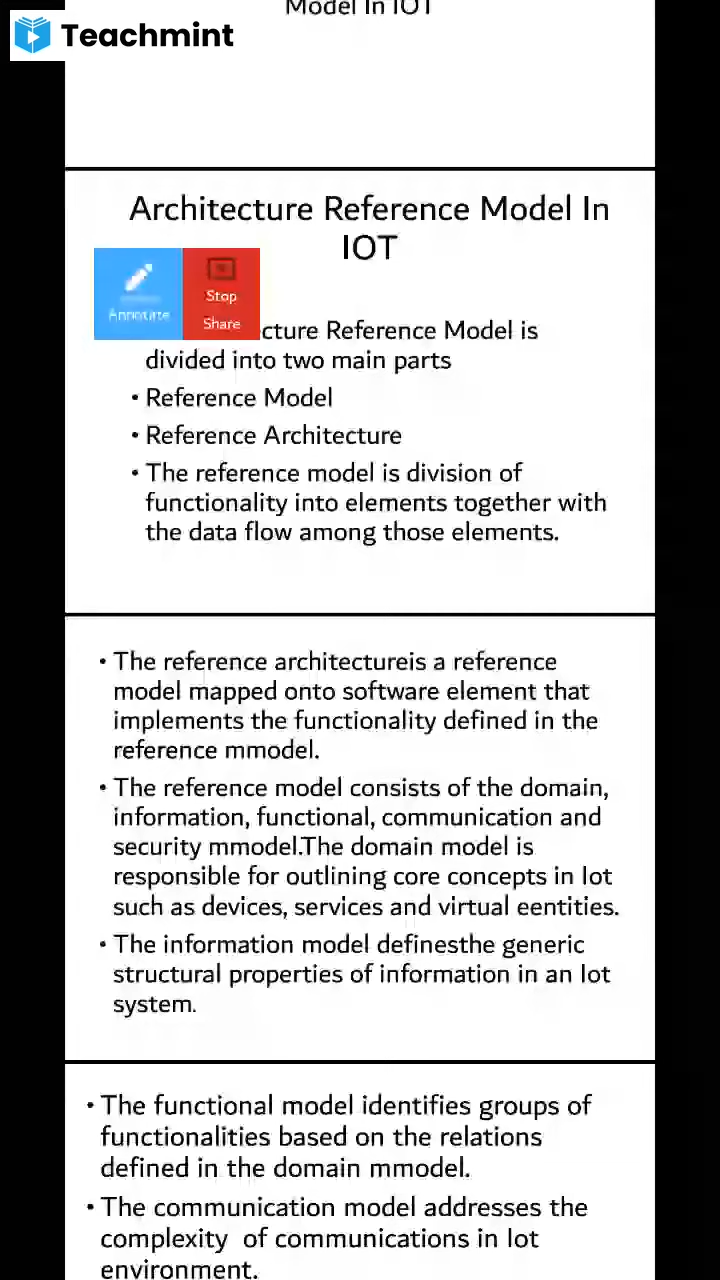 Model In IOT
Teachmint
Architecture Reference Model In
IOT
Annotate
Stop
Share
cture Reference Model is
divided into two main parts
• Reference Model
• Reference Architecture
• The reference model is division of
functionality into elements together with
the data flow among those elements.
• The reference architectureis a reference
model mapped onto software element that
implements the functionality defined in the
reference mmodel.
• The reference model consists of the domain,
information, functional, communication and
security mmodel.The domain model is
responsible for outlining core concepts in Iot
such as devices, services and virtual eentities.
• The information model definesthe generic
structural properties of information in an Iot
system.
• The functional model identifies groups of
functionalities based on the relations
defined in the domain mmodel.
• The communication model addresses the
complexity of communications in Iot
environment.